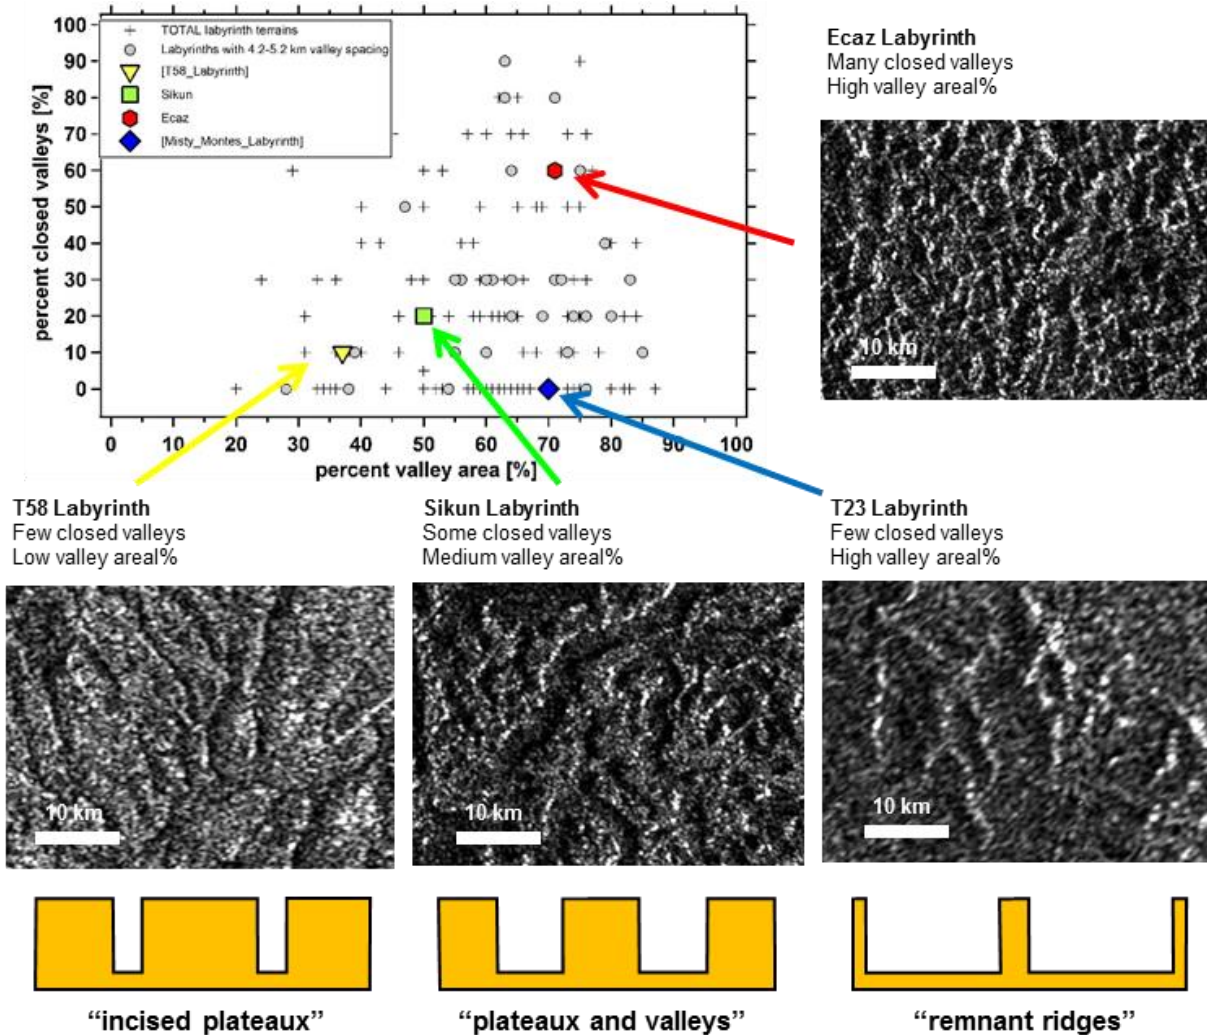 TOTAL labyrinth terrains
Labyrinths with 4.2-5.2 km valley spacing
[T58_Labyrinth]
Sikun
Ecaz
[Misty_Montes_Labyrinth]
percent closed valleys [%]
100
90
80
70
60
50
40
30
20
10
0
0 10 20 30 40 50 60 70 80 90 100
percent valley area [%]
Ecaz Labyrinth
Many closed valleys
High valley areal%
10 km
T58 Labyrinth
Few closed valleys
Low valley areal%
Sikun Labyrinth
Some closed valleys
Medium valley areal%
T23 Labyrinth
Few closed valleys
High valley areal%
10 km
10 km
10 km
“incised plateaux”
“plateaux and valleys”
“remnant ridges”